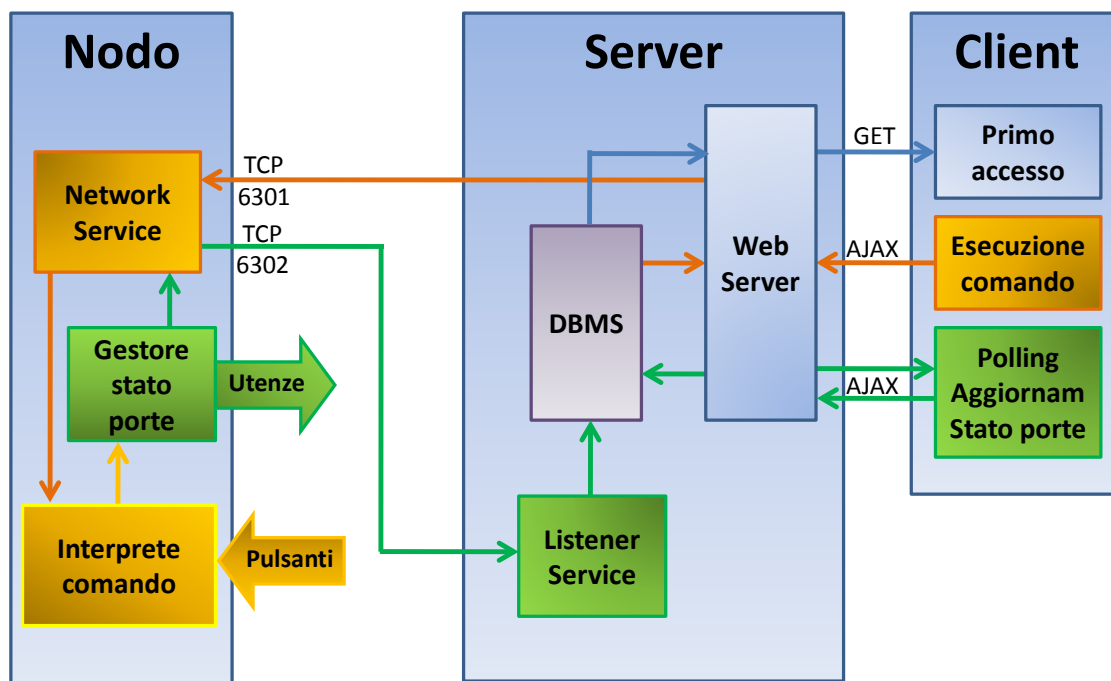 Nodo
Server
Client
Network
Service
TCP
6301
TCP
6302
Gestore
stato
porte
Utenze
Interprete
comando
Pulsanti
DBMS
Web
Server
Listener
Service
GET
AJAX
AJAX
Primo
accesso
Esecuzione
comando
Polling
Aggiornam
Stato porte